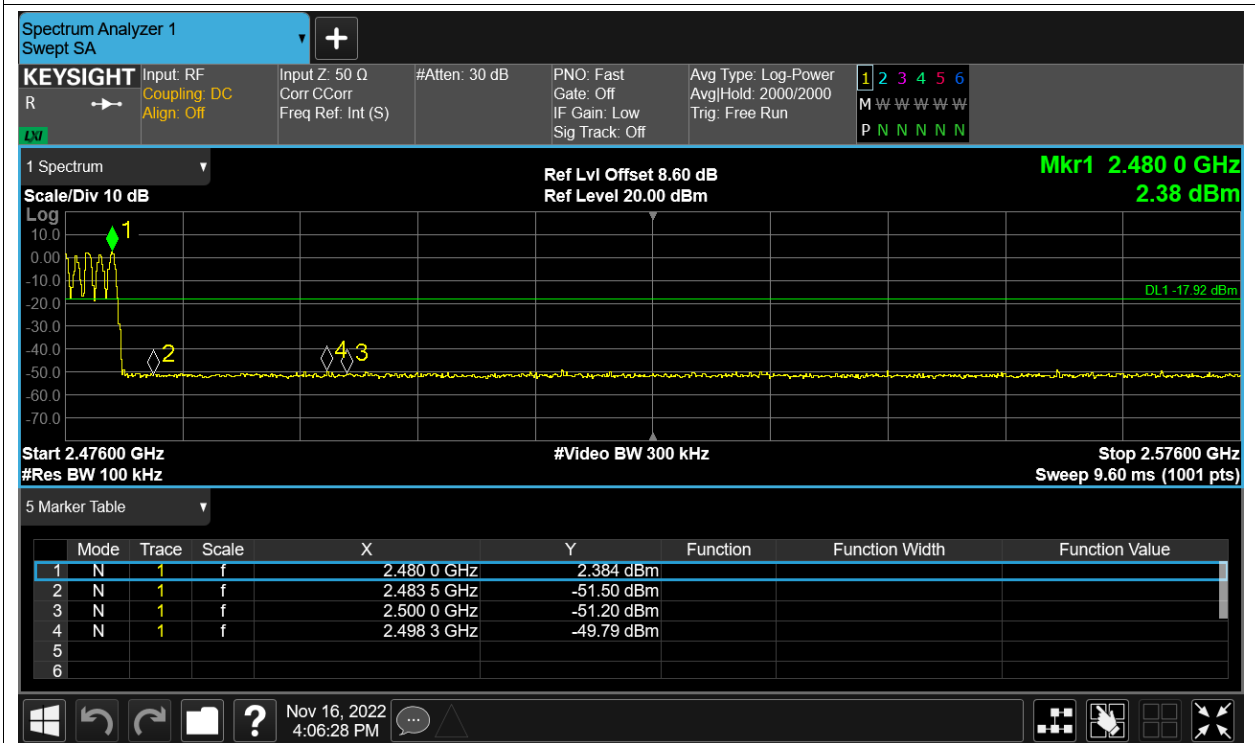 Spectrum Analyzer 1
Swept SA
KEYSIGHT
R
LXI
Input: RF
Coupling: DC
Align: Off
Input Z: 50 Ω
Corr CCorr
Freq Ref: Int (S)
#Atten: 30 dB
PNO: Fast
Gate: Off
IF Gain: Low
Sig Track: Off
Avg Type: Log-Power
Avg|Hold: 2000/2000
Trig: Free Run
1 2 3 4 5 6
M W W W W W
P N N N N N
1 Spectrum
Scale/Div 10 dB
Ref Lvl Offset 8.60 dB
Ref Level 20.00 dBm
Mkr1 2.480 0 GHz
2.38 dBm
Log
10.0
0.00
-10.0
-20.0
-30.0
-40.0
-50.0
-60.0
-70.0
1
DL1 -17.92 dBm
2
4 3
Start 2.47600 GHz
#Video BW 300 kHz
Stop 2.57600 GHz
#Res BW 100 kHz
Sweep 9.60 ms (1001 pts)
5 Marker Table
Mode Trace Scale X Y Function Function Width Function Value
1 N 1 f 2.480 0 GHz 2.384 dBm
2 N 1 f 2.483 5 GHz -51.50 dBm
3 N 1 f 2.500 0 GHz -51.20 dBm
4 N 1 f 2.498 3 GHz -49.79 dBm
5
6
?
Nov 16, 2022
4:06:28 PM